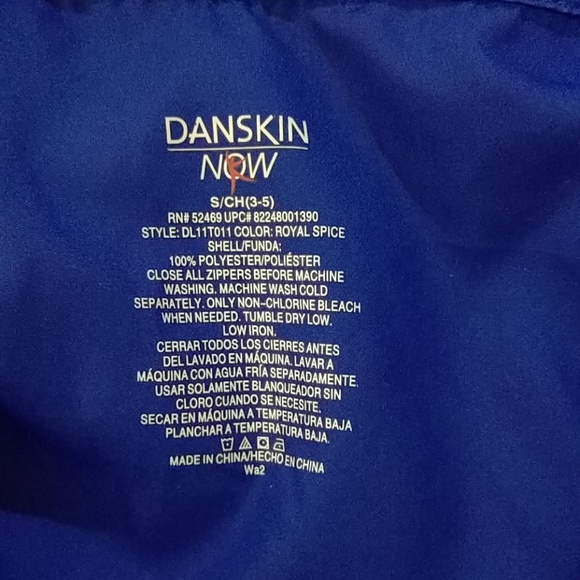 DANSKIN
NOW
S/CH(3-5)
RN# 52469 UPC# 82248001390
STYLE: DL11T011 COLOR: ROYAL SPICE
SHELL/FUNDA:
100% POLYESTER/POLIÉSTER
CLOSE ALL ZIPPERS BEFORE MACHINE
WASHING. MACHINE WASH COLD
SEPARATELY. ONLY NON-CHLORINE BLEACH
WHEN NEEDED. TUMBLE DRY LOW.
LOW IRON.
CERRAR TODOS LOS CIERRES ANTES
DEL LAVADO EN MÁQUINA. LAVAR A
MÁQUINA CON AGUA FRÍA SEPARADAMENTE.
USAR SOLAMENTE BLANQUEADOR SIN
CLORO CUANDO SE NECESITE.
SECAR EN MÁQUINA A TEMPERATURA BAJA
PLANCHAR A TEMPERATURA BAJA.
MADE IN CHINA/HECHO EN CHINA
Wa2